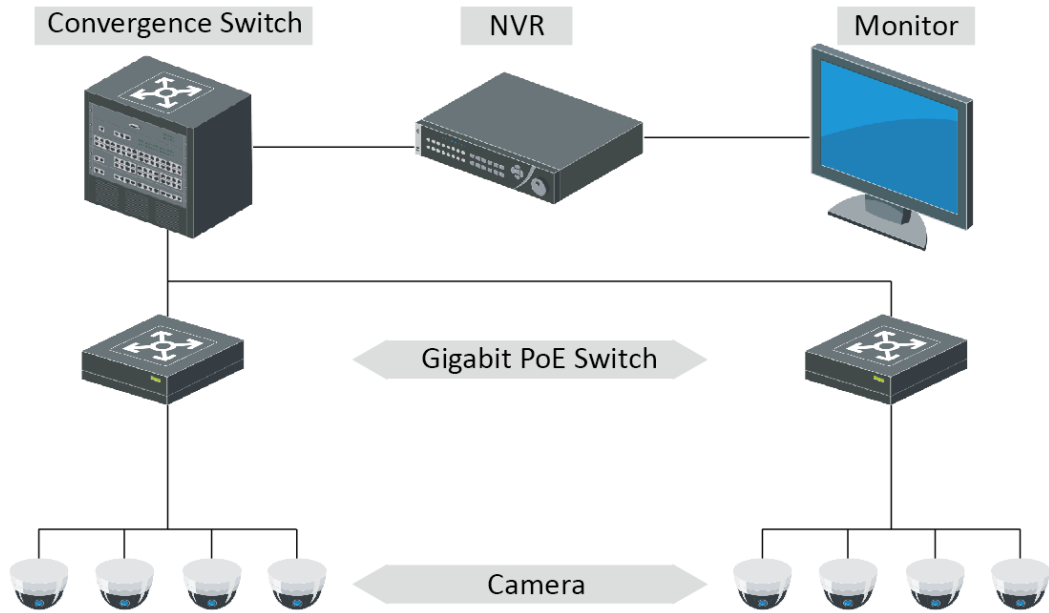 Convergence Switch
NVR
Monitor
Gigabit PoE Switch
Camera